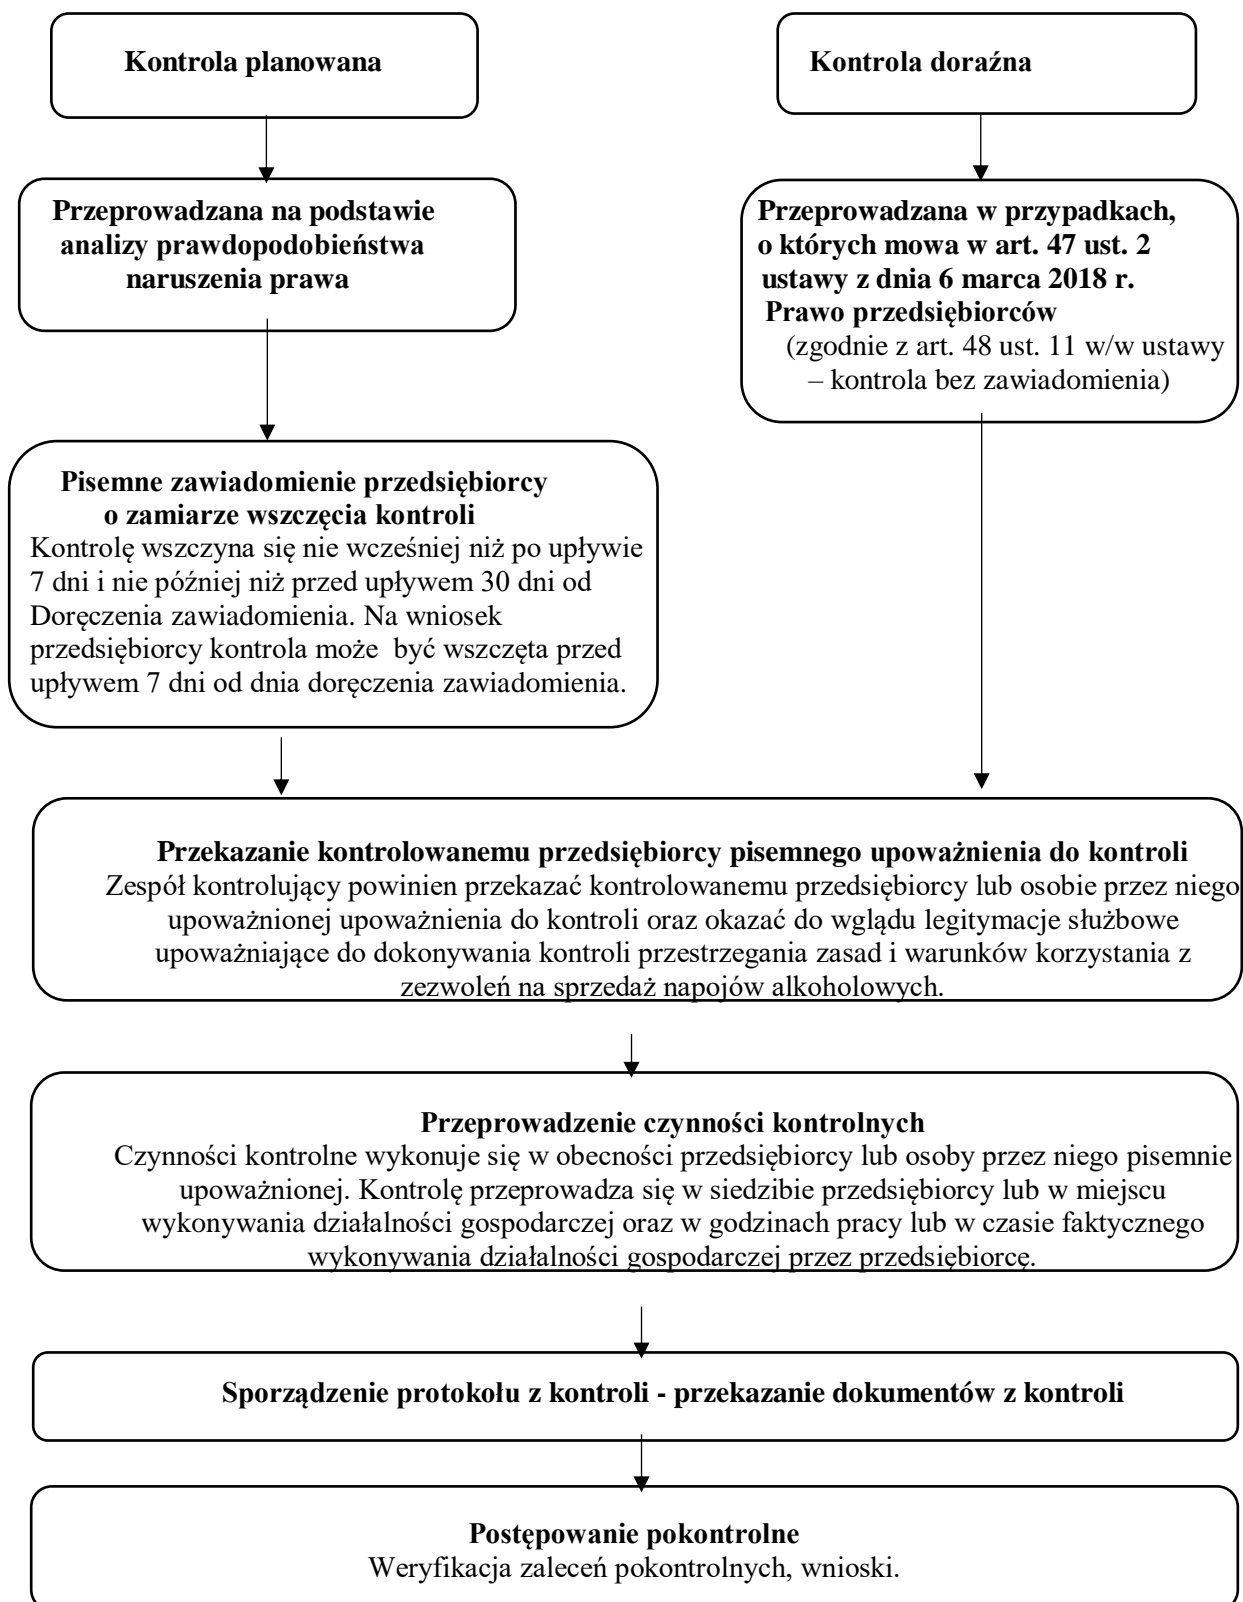 Kontrola planowana
Kontrola doraźna
Przeprowadzana na podstawie
analizy prawdopodobieństwa
naruszenia prawa
Przeprowadzana w przypadkach,
o których mowa w art. 47 ust. 2
ustawy z dnia 6 marca 2018 r.
Prawo przedsiębiorców
(zgodnie z art. 48 ust. 11 w/w ustawy
– kontrola bez zawiadomienia)
Pisemne zawiadomienie przedsiębiorcy
o zamiarze wszczęcia kontroli
Kontrolę wszczyna się nie wcześniej niż po upływie
7 dni i nie później niż przed upływem 30 dni od
Doręczenia zawiadomienia. Na wniosek
przedsiębiorcy kontrola może być wszczęta przed
upływem 7 dni od dnia doręczenia zawiadomienia.
Przekazanie kontrolowanemu przedsiębiorcy pisemnego upoważnienia do kontroli
Zespół kontrolujący powinien przekazać kontrolowanemu przedsiębiorcy lub osobie przez niego
upoważnionej upoważnienia do kontroli oraz okazać do wglądu legitymacje służbowe
upoważniające do dokonywania kontroli przestrzegania zasad i warunków korzystania z
zezwoleń na sprzedaż napojów alkoholowych.
Przeprowadzenie czynności kontrolnych
Czynności kontrolne wykonuje się w obecności przedsiębiorcy lub osoby przez niego pisemnie
upoważnionej. Kontrolę przeprowadza się w siedzibie przedsiębiorcy lub w miejscu
wykonywania działalności gospodarczej oraz w godzinach pracy lub w czasie faktycznego
wykonywania działalności gospodarczej przez przedsiębiorcę.
Sporządzenie protokołu z kontroli - przekazanie dokumentów z kontroli
Postępowanie pokontrolne
Weryfikacja zaleceń pokontrolnych, wnioski.